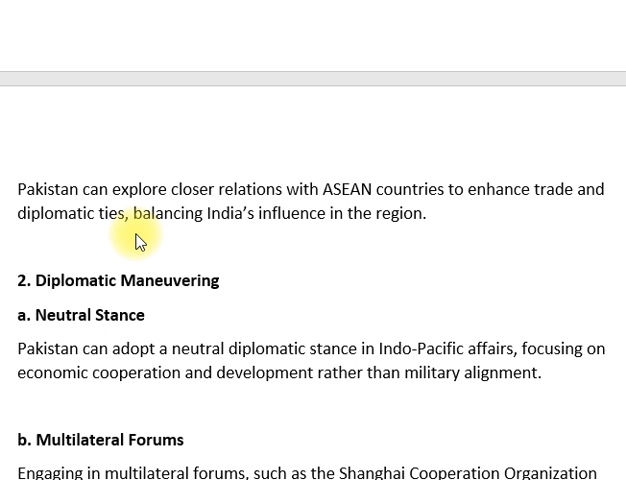 Pakistan can explore closer relations with ASEAN countries to enhance trade and
diplomatic ties, balancing India’s influence in the region.
2. Diplomatic Maneuvering
a. Neutral Stance
Pakistan can adopt a neutral diplomatic stance in Indo-Pacific affairs, focusing on
economic cooperation and development rather than military alignment.
b. Multilateral Forums
Engaging in multilateral forums, such as the Shanghai Cooperation Organization